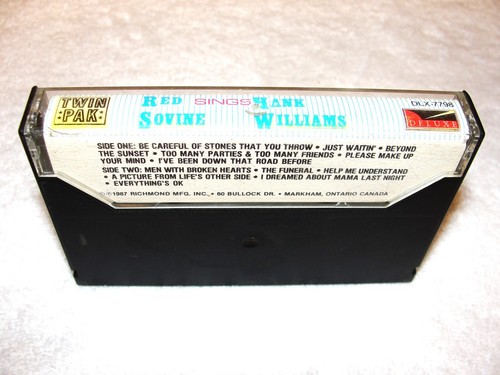 TWIN
PAK:
RED SINGS HANK
SOVINE WILLIAMS
DLX-7798
DELUXE
SIDE ONE: BE CAREFUL OF STONES THAT YOU THROW • JUST WAITIN' • BEYOND
THE SUNSET • TOO MANY PARTIES & TOO MANY FRIENDS • PLEASE MAKE UP
YOUR MIND • I'VE BEEN DOWN THAT ROAD BEFORE
SIDE TWO: MEN WITH BROKEN HEARTS • THE FUNERAL • HELP ME UNDERSTAND
• A PICTURE FROM LIFE'S OTHER SIDE • I DREAMED ABOUT MAMA LAST NIGHT
• EVERYTHING'S OK
©℗1987 RICHMOND MFG. INC., • 60 BULLOCK DR. • MARKHAM, ONTARIO CANADA